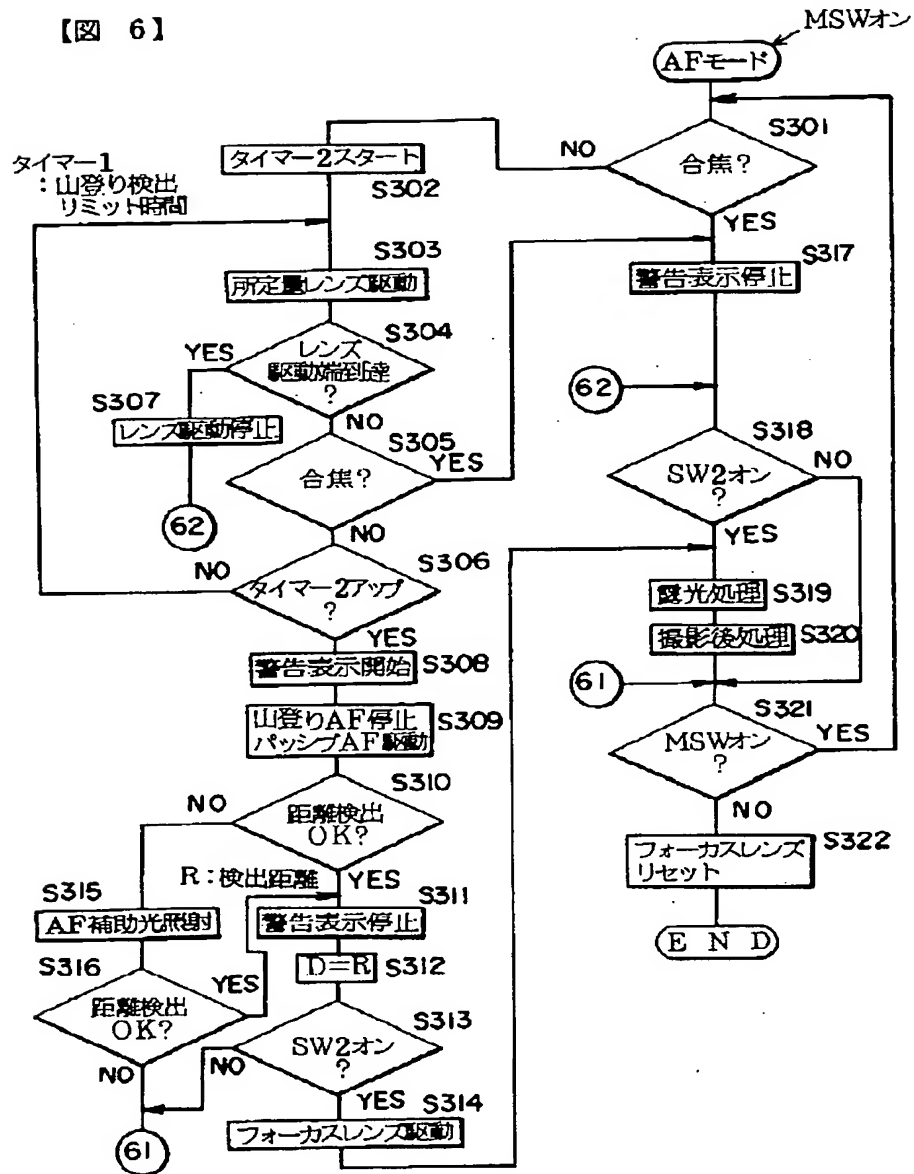 【図 6】
MSWオン
AFモード
S301
合焦?
NO
YES
タイマー2スタート
S302
タイマー1
:山登り検出
リミット時間
S303
所定量レンズ駆動
S304
レンズ
駆動端到達
?
YES
NO
S307
レンズ駆動停止
62
S305
合焦?
YES
NO
S306
タイマー2アップ
?
NO
YES
警告表示開始
S308
山登りAF停止
パッシブAF駆動
S309
S310
距離検出
OK?
NO
YES
R:検出距離
S311
警告表示停止
D=R
S312
S313
SW2オン
?
NO
YES
S314
フォーカスレンズ駆動
S315
AF補助光照射
S316
距離検出
OK?
YES
NO
61
S317
警告表示停止
62
S318
SW2オン
?
NO
YES
露光処理
S319
撮影後処理
S320
61
S321
MSWオン
?
YES
NO
フォーカスレンズ
リセット
S322
END